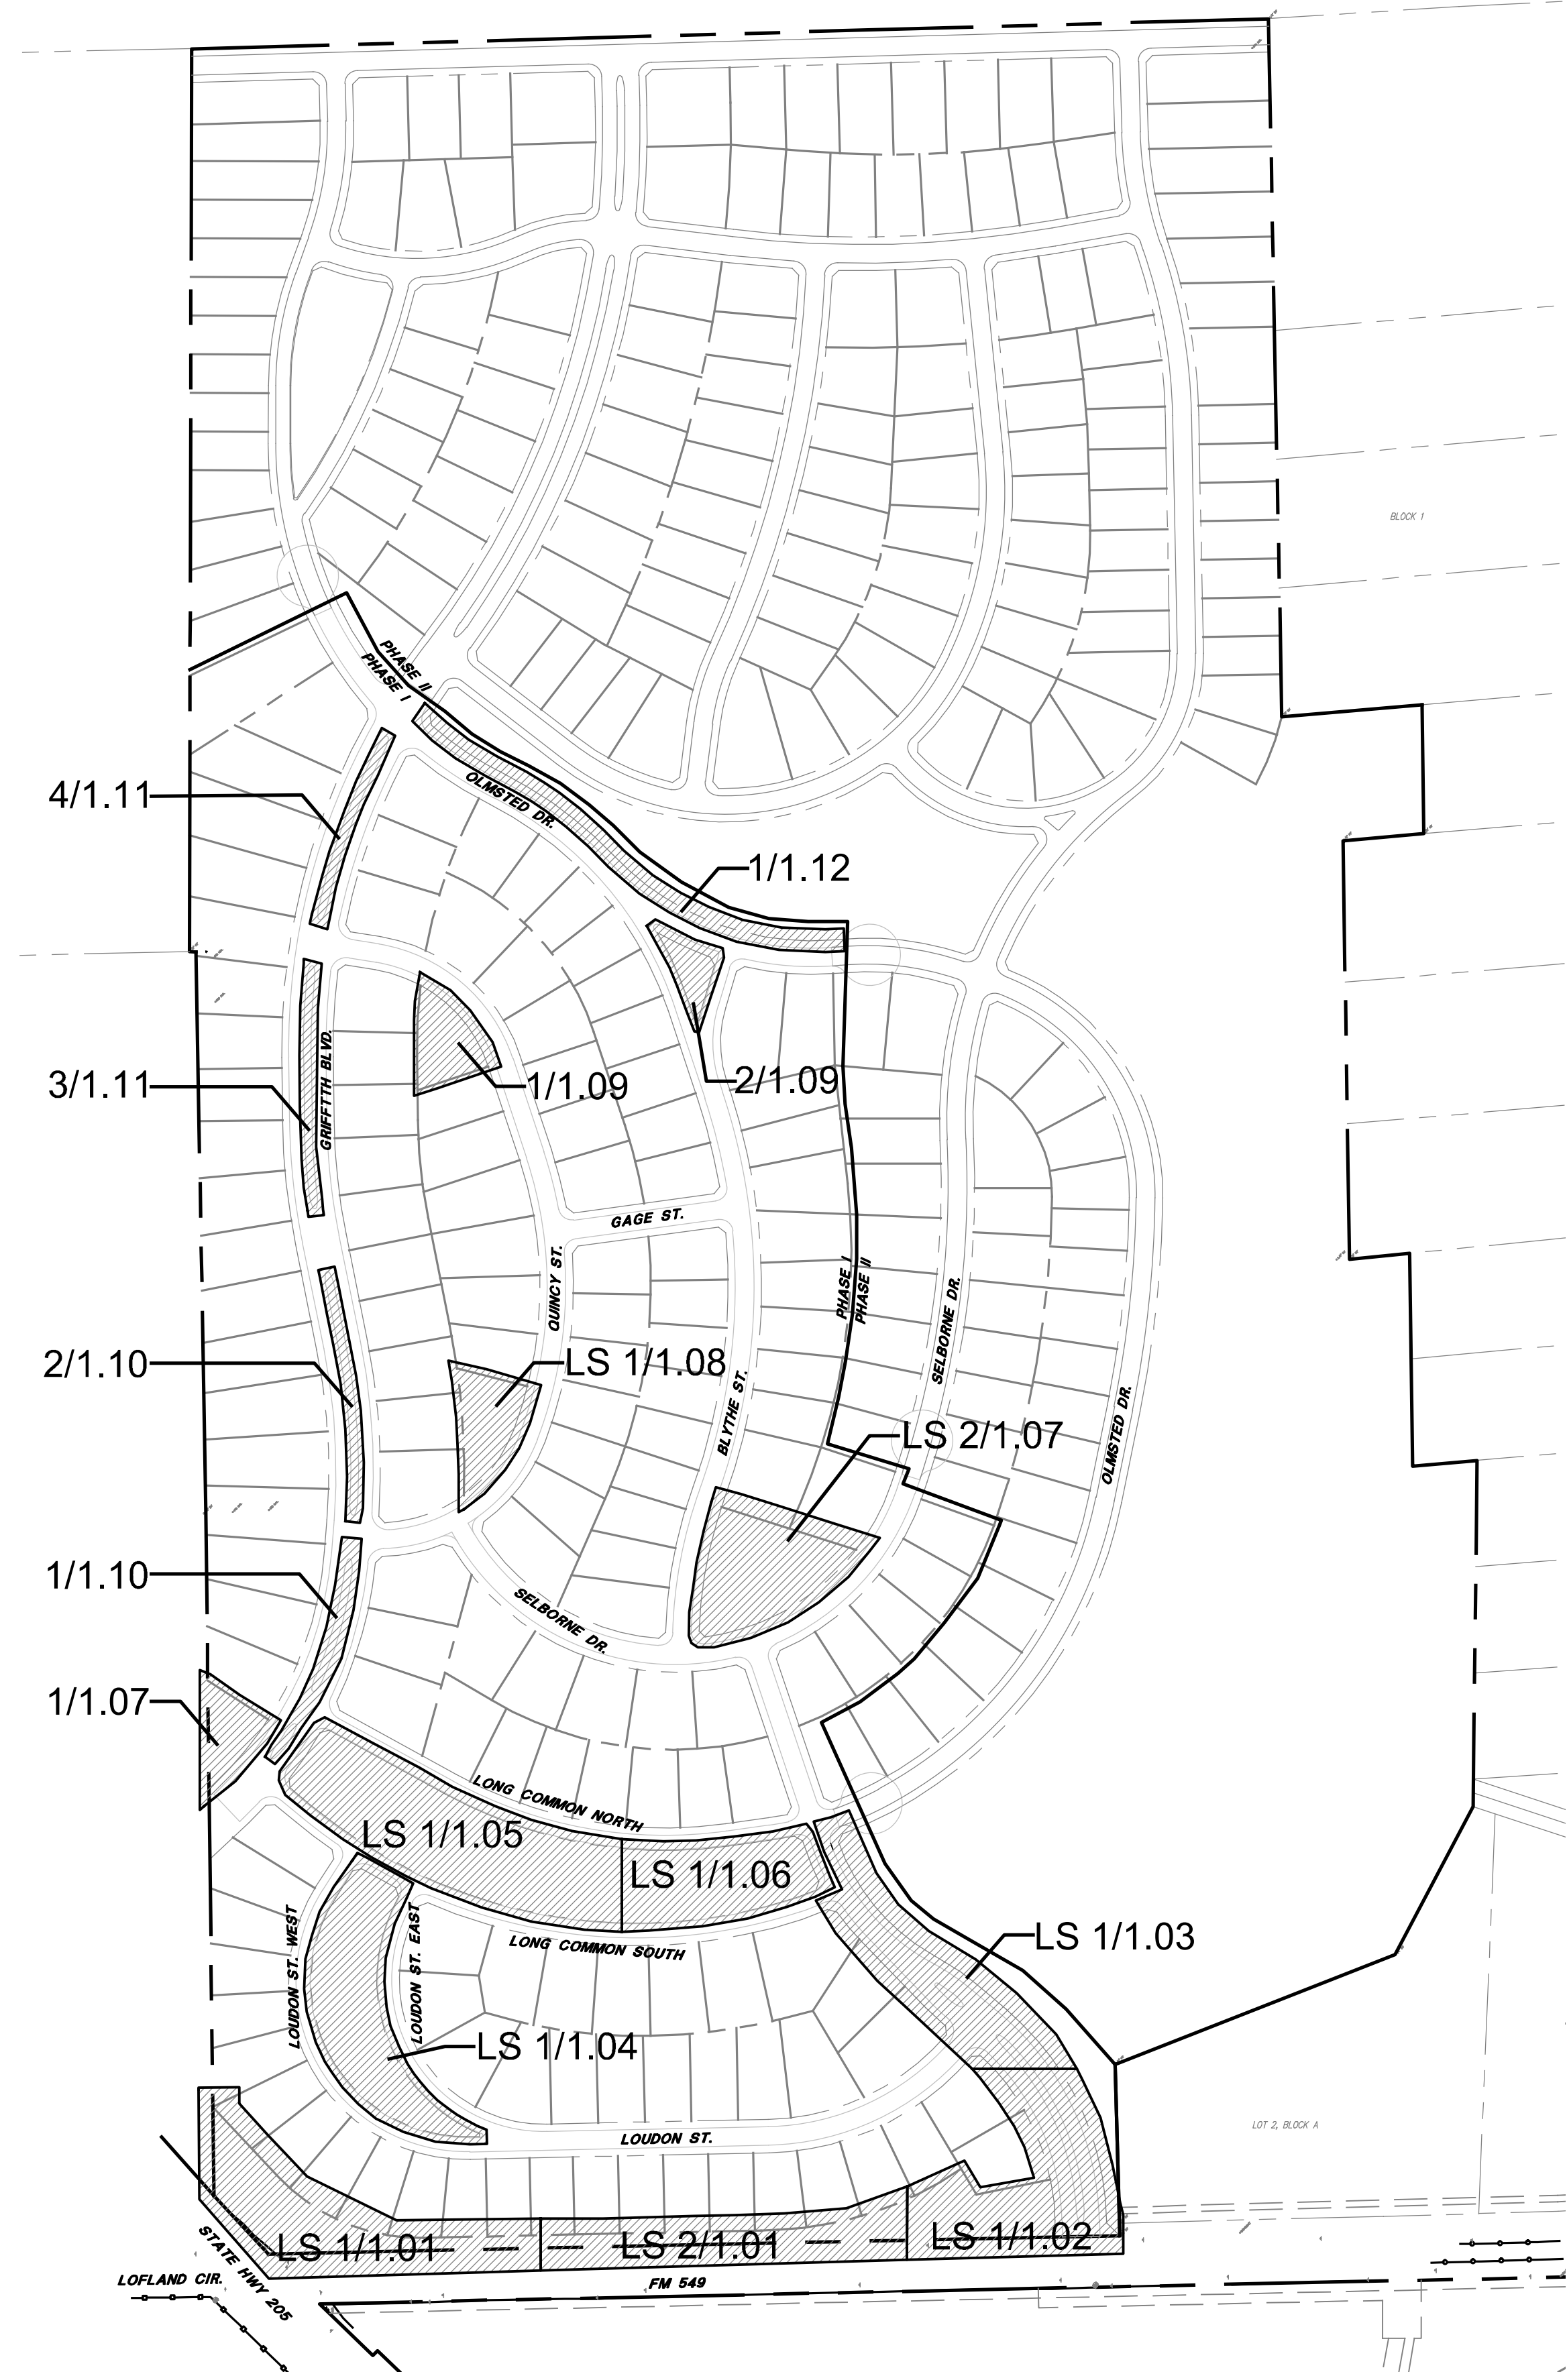 BLOCK 1
PHASE II
PHASE I
4/1.11
OLMSTED DR.
1/1.12
3/1.11
GRIFFTTH BLVD.
1/1.09
2/1.09
GAGE ST.
QUINCY ST.
PHASE I
PHASE II
SELBORNE DR.
2/1.10
LS 1/1.08
BLYTHE ST.
LS 2/1.07
OLMSTED DR.
1/1.10
SELBORNE DR.
1/1.07
LONG COMMON NORTH
LS 1/1.05
LS 1/1.06
LOUDON ST. WEST
LOUDON ST. EAST
LONG COMMON SOUTH
LS 1/1.03
LS 1/1.04
LOT 2, BLOCK A
LOUDON ST.
LS 1/1.01
LS 2/1.01
LS 1/1.02
STATE HWY 205
LOFLAND CIR.
FM 549